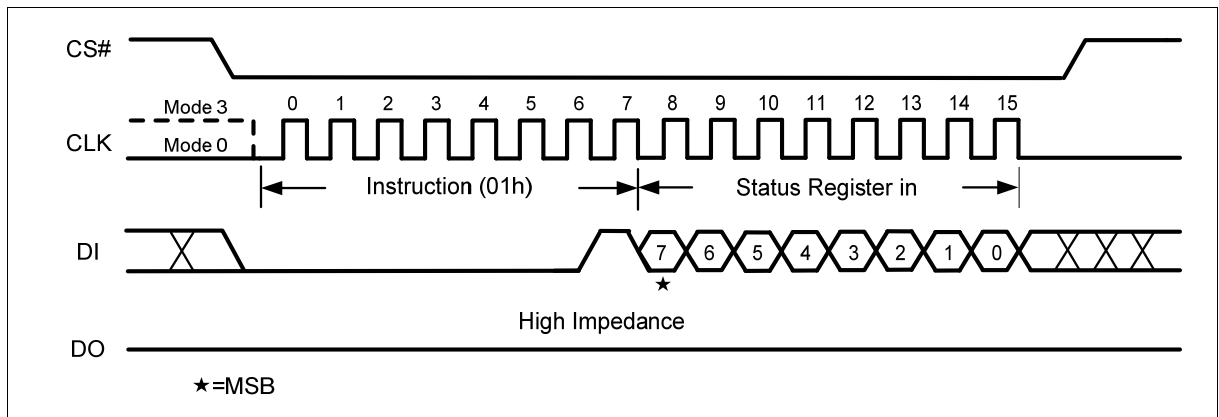 CS#
0 1 2 3 4 5 6 7 8 9 10 11 12 13 14 15
Mode 3
CLK
Mode 0
Instruction (01h)
Status Register in
DI
7 6 5 4 3 2 1 0
★
High Impedance
DO
★=MSB